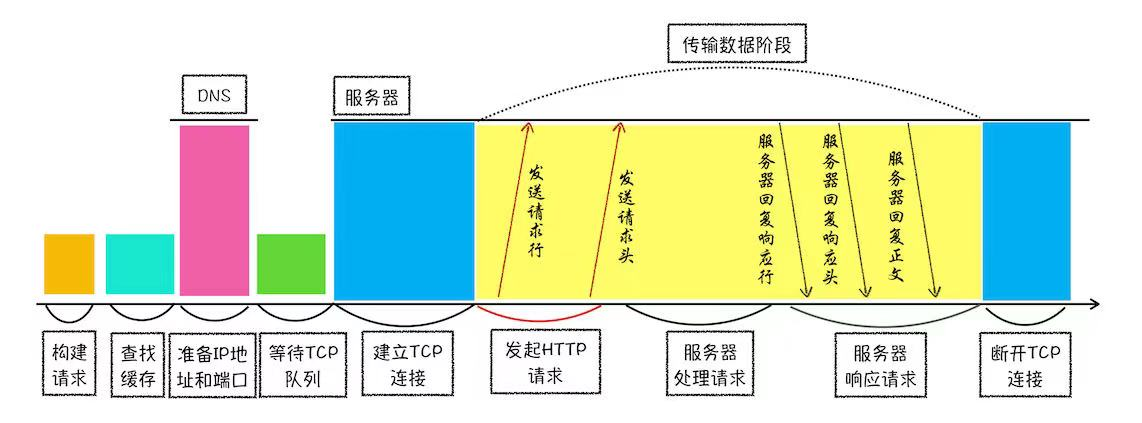 传输数据阶段
DNS
服务器
发送请求行
发送请求头
服务器回复响应行
服务器回复响应头
服务器回复正文
构建
请求
查找
缓存
准备IP地
址和端口
等待TCP
队列
建立TCP
连接
发起HTTP
请求
服务器
处理请求
服务器
响应请求
断开TCP
连接